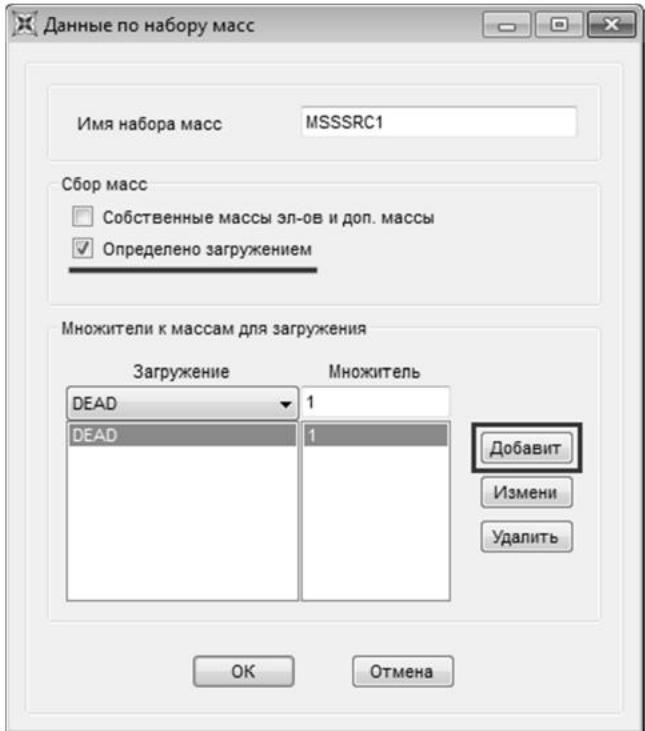 Данные по набору масс
Имя набора масс MSSSRC1
Сбор масс
Собственные массы эл-ов и доп. массы
Определено загружением
Множители к массам для загружения
Загружение Множитель
DEAD 1
DEAD 1
Добавит
Измени
Удалить
ОК Отмена